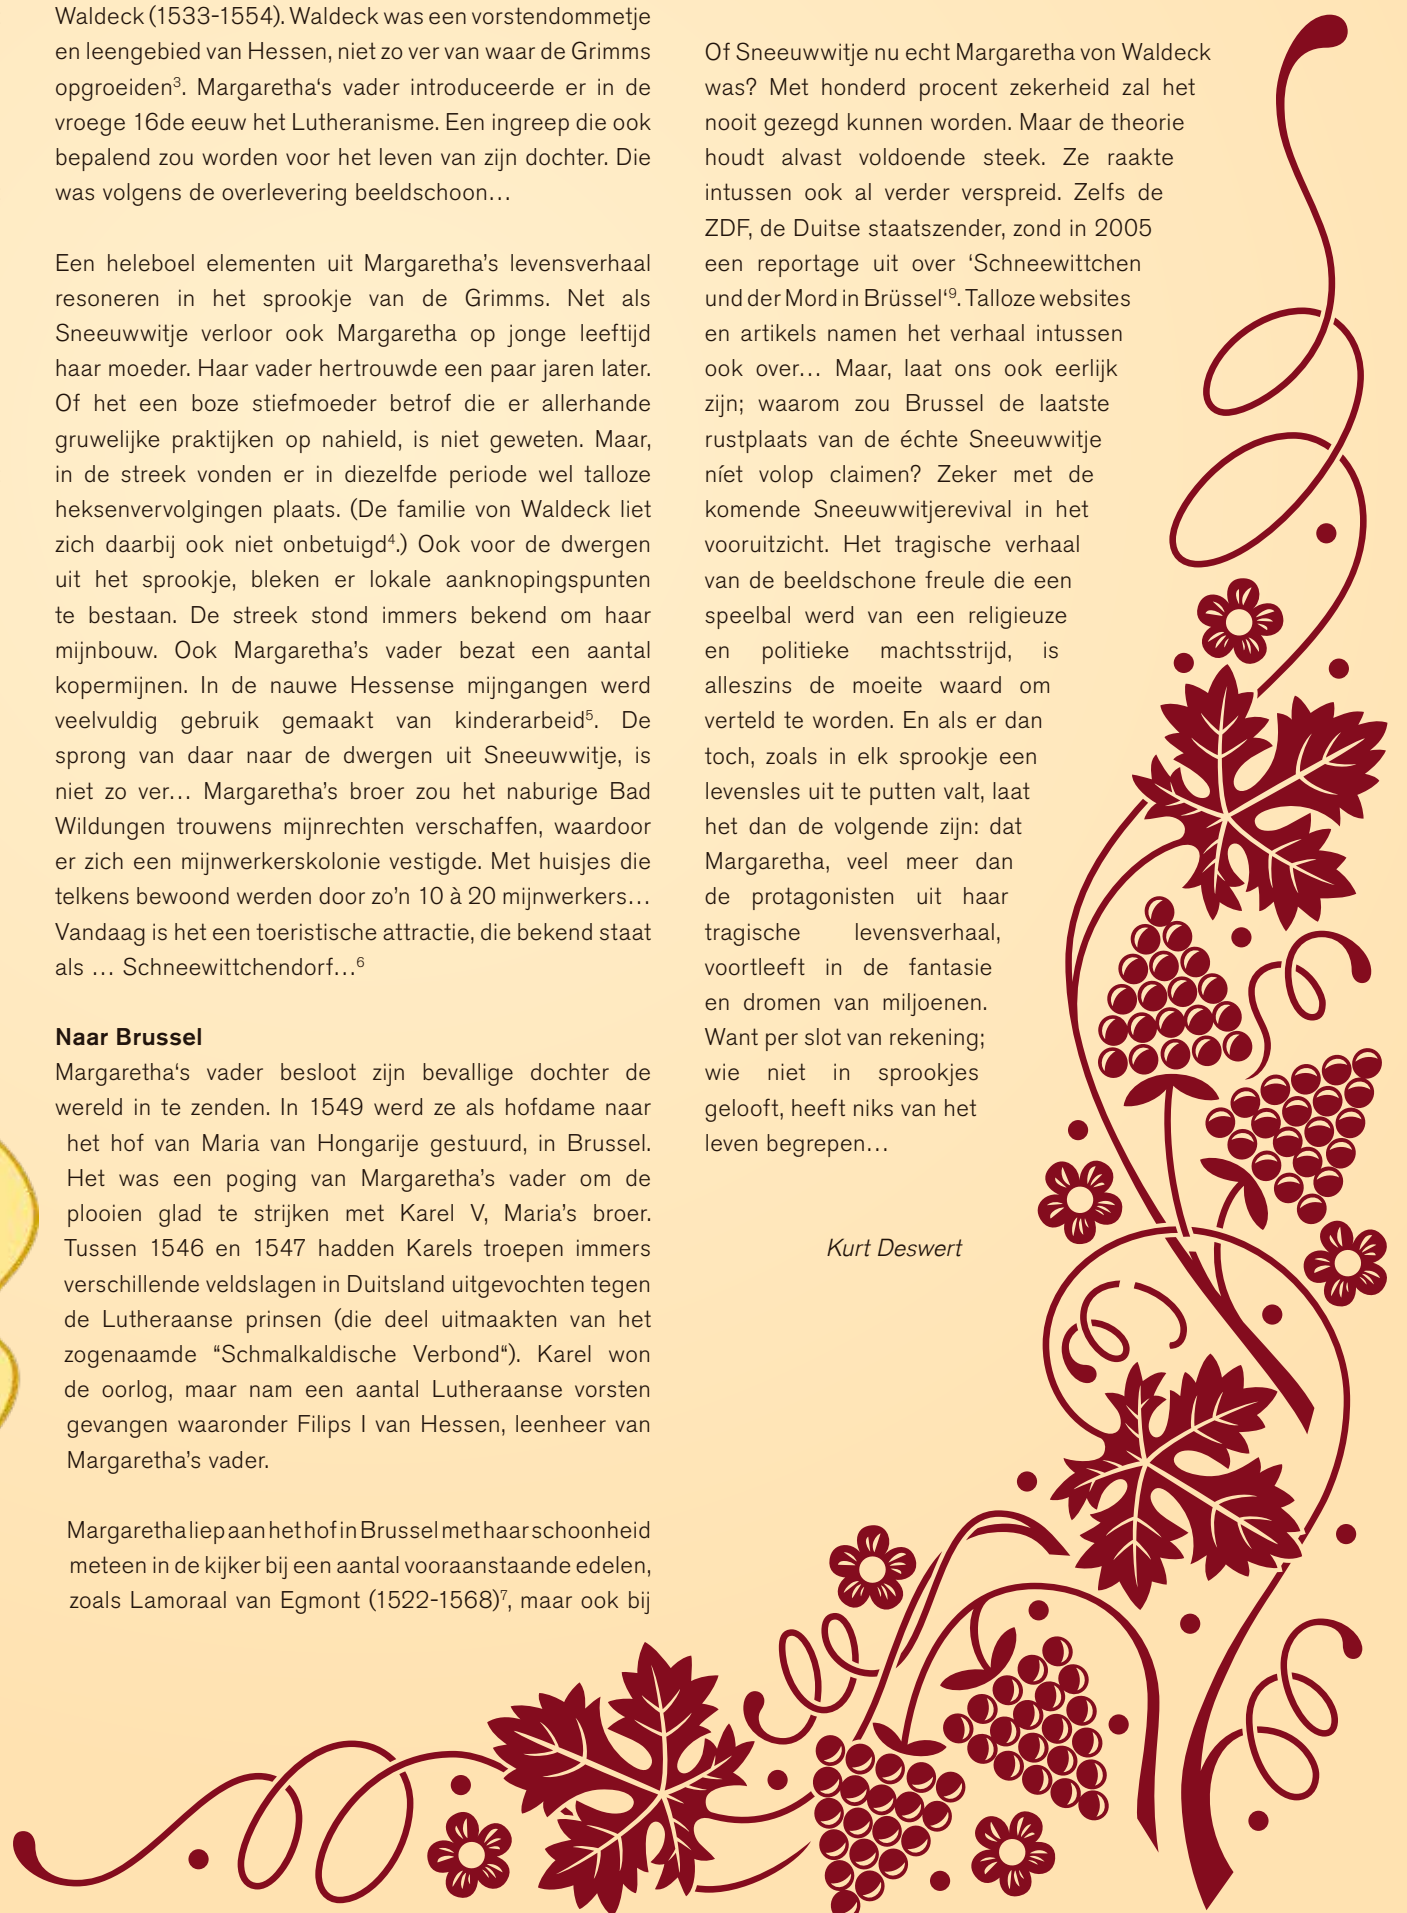 Waldeck (1533-1554). Waldeck was een vorstendommetje
en leengebied van Hessen, niet zo ver van waar de Grimms
opgroeiden³. Margaretha‘s vader introduceerde er in de
vroege 16de eeuw het Lutheranisme. Een ingreep die ook
bepalend zou worden voor het leven van zijn dochter. Die
was volgens de overlevering beeldschoon…

Een heleboel elementen uit Margaretha’s levensverhaal
resoneren in het sprookje van de Grimms. Net als
Sneeuwwitje verloor ook Margaretha op jonge leeftijd
haar moeder. Haar vader hertrouwde een paar jaren later.
Of het een boze stiefmoeder betrof die er allerhande
gruwelijke praktijken op nahield, is niet geweten. Maar,
in de streek vonden er in diezelfde periode wel talloze
heksenvervolgingen plaats. (De familie von Waldeck liet
zich daarbij ook niet onbetuigd⁴.) Ook voor de dwergen
uit het sprookje, bleken er lokale aanknopingspunten
te bestaan. De streek stond immers bekend om haar
mijnbouw. Ook Margaretha’s vader bezat een aantal
kopermijnen. In de nauwe Hessense mijngangen werd
veelvuldig gebruik gemaakt van kinderarbeid⁵. De
sprong van daar naar de dwergen uit Sneeuwwitje, is
niet zo ver… Margaretha’s broer zou het naburige Bad
Wildungen trouwens mijnrechten verschaffen, waardoor
er zich een mijnwerkerskolonie vestigde. Met huisjes die
telkens bewoond werden door zo’n 10 à 20 mijnwerkers…
Vandaag is het een toeristische attractie, die bekend staat
als … Schneewittchendorf…⁶

Naar Brussel
Margaretha‘s vader besloot zijn bevallige dochter de
wereld in te zenden. In 1549 werd ze als hofdame naar
het hof van Maria van Hongarije gestuurd, in Brussel.
Het was een poging van Margaretha’s vader om de
plooien glad te strijken met Karel V, Maria’s broer.
Tussen 1546 en 1547 hadden Karels troepen immers
verschillende veldslagen in Duitsland uitgevochten tegen
de Lutheraanse prinsen (die deel uitmaakten van het
zogenaamde “Schmalkaldische Verbond“). Karel won
de oorlog, maar nam een aantal Lutheraanse vorsten
gevangen waaronder Filips I van Hessen, leenheer van
Margaretha’s vader.

Margaretha liep aan het hof in Brussel met haar schoonheid
meteen in de kijker bij een aantal vooraanstaande edelen,
zoals Lamoraal van Egmont (1522-1568)⁷, maar ook bij

Of Sneeuwwitje nu echt Margaretha von Waldeck
was? Met honderd procent zekerheid zal het
nooit gezegd kunnen worden. Maar de theorie
houdt alvast voldoende steek. Ze raakte
intussen ook al verder verspreid. Zelfs de
ZDF, de Duitse staatszender, zond in 2005
een reportage uit over ‘Schneewittchen
und der Mord in Brüssel‘⁹. Talloze websites
en artikels namen het verhaal intussen
ook over… Maar, laat ons ook eerlijk
zijn; waarom zou Brussel de laatste
rustplaats van de échte Sneeuwwitje
níet volop claimen? Zeker met de
komende Sneeuwwitjerevival in het
vooruitzicht. Het tragische verhaal
van de beeldschone freule die een
speelbal werd van een religieuze
en politieke machtsstrijd, is
alleszins de moeite waard om
verteld te worden. En als er dan
toch, zoals in elk sprookje een
levensles uit te putten valt, laat
het dan de volgende zijn: dat
Margaretha, veel meer dan
de protagonisten uit haar
tragische levensverhaal,
voortleeft in de fantasie
en dromen van miljoenen.
Want per slot van rekening;
wie niet in sprookjes
gelooft, heeft niks van het
leven begrepen…

Kurt Deswert